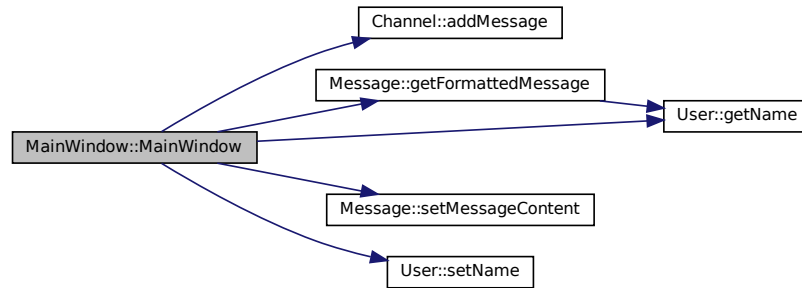 Channel::addMessage
Message::getFormattedMessage
User::getName
MainWindow::MainWindow
Message::setMessageContent
User::setName